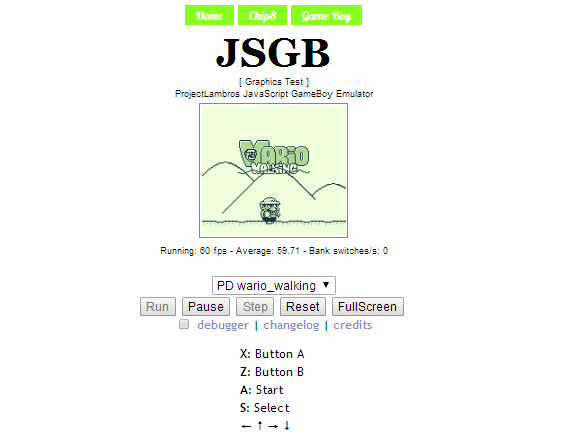 Home Chip8 Game Boy
JSGB
[ Graphics Test ]
ProjectLambros JavaScript GameBoy Emulator
WARIO
WALKING
Running: 60 fps - Average: 59.71 - Bank switches/s: 0
PD wario_walking ▼
Run Pause Step Reset FullScreen
debugger | changelog | credits
X: Button A
Z: Button B
A: Start
S: Select
← ↑ → ↓